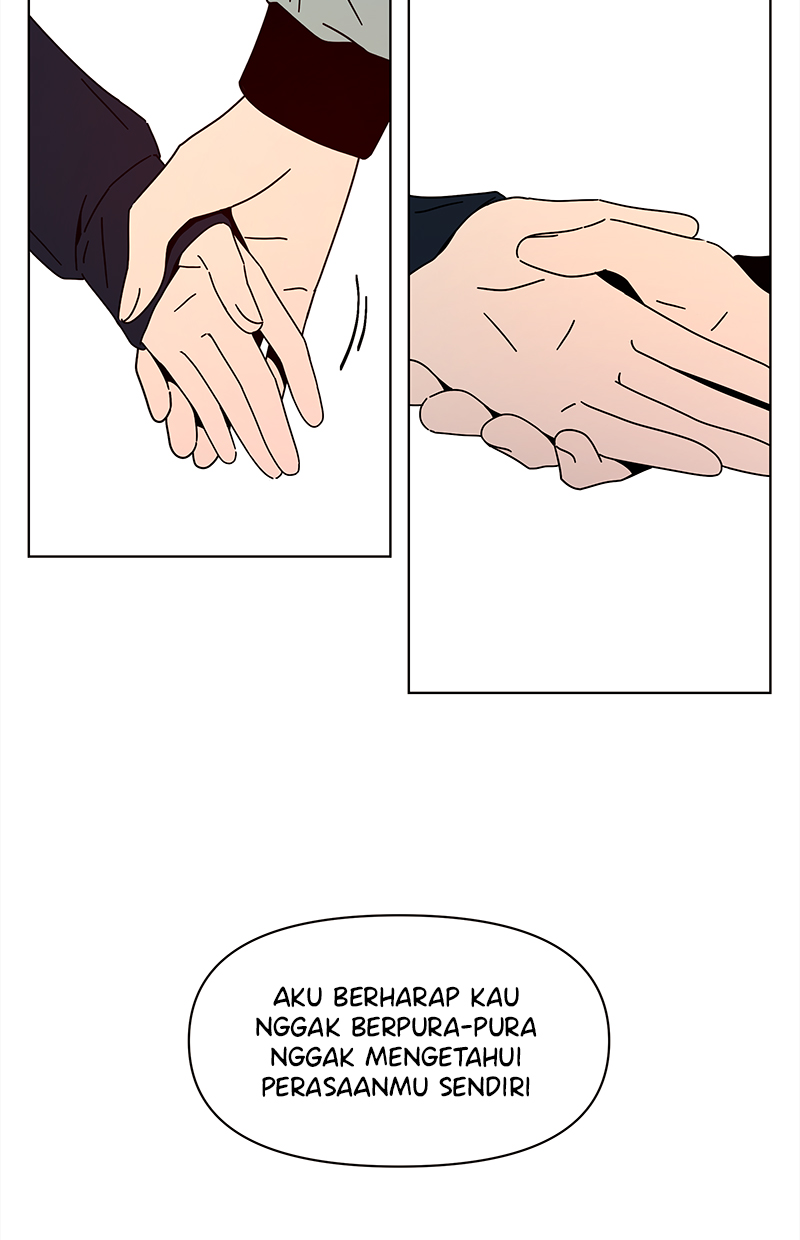 AKU BERHARAP KAU
NGGAK BERPURA-PURA
NGGAK MENGETAHUI
PERASAANMU SENDIRI